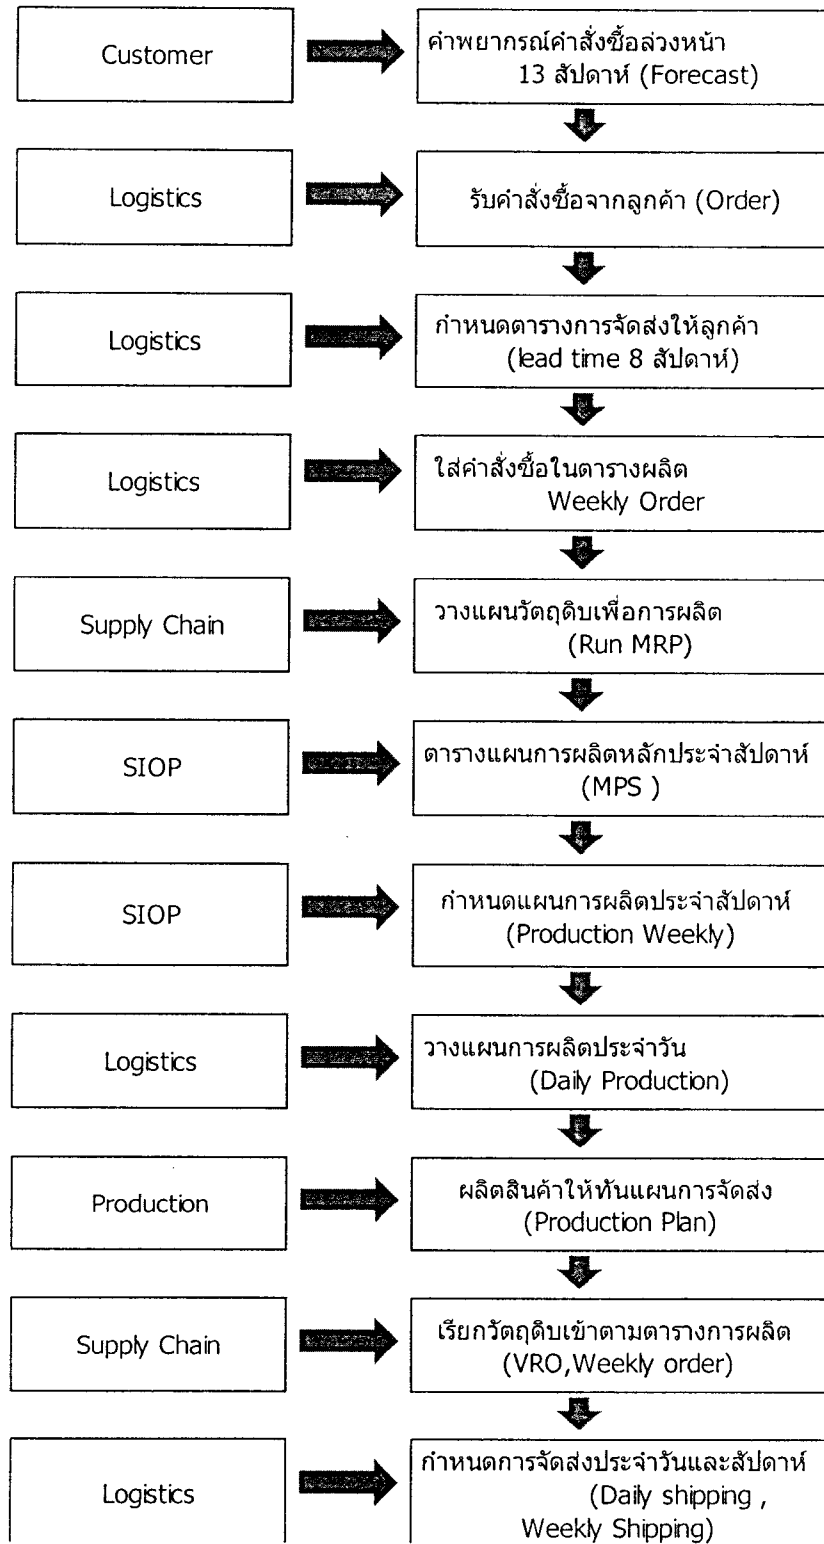 Customer
คำพยากรณ์คำสั่งซื้อล่วงหน้า
13 สัปดาห์ (Forecast)
Logistics
รับคำสั่งซื้อจากลูกค้า (Order)
Logistics
กำหนดตารางการจัดส่งให้ลูกค้า
(lead time 8 สัปดาห์)
Logistics
ใส่คำสั่งซื้อในตารางผลิต
Weekly Order
Supply Chain
วางแผนวัตถุดิบเพื่อการผลิต
(Run MRP)
SIOP
ตารางแผนการผลิตหลักประจำสัปดาห์
(MPS )
SIOP
กำหนดแผนการผลิตประจำสัปดาห์
(Production Weekly)
Logistics
วางแผนการผลิตประจำวัน
(Daily Production)
Production
ผลิตสินค้าให้ทันแผนการจัดส่ง
(Production Plan)
Supply Chain
เรียกวัตถุดิบเข้าตามตารางการผลิต
(VRO,Weekly order)
Logistics
กำหนดการจัดส่งประจำวันและสัปดาห์
(Daily shipping ,
Weekly Shipping)